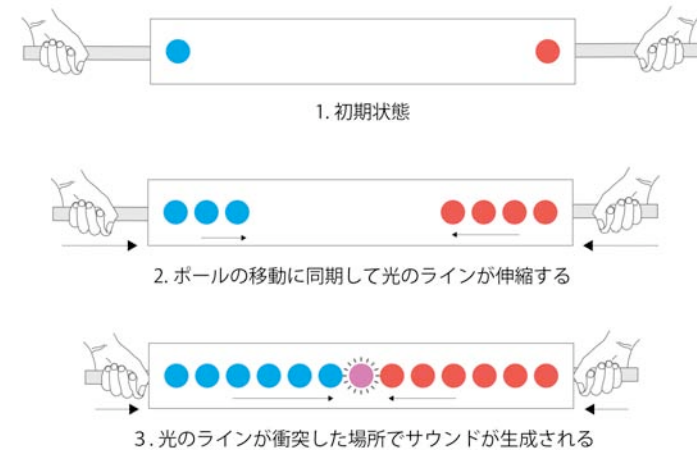 1. 初期状態
2. ポールの移動に同期して光のラインが伸縮する
3. 光のラインが衝突した場所でサウンドが生成される